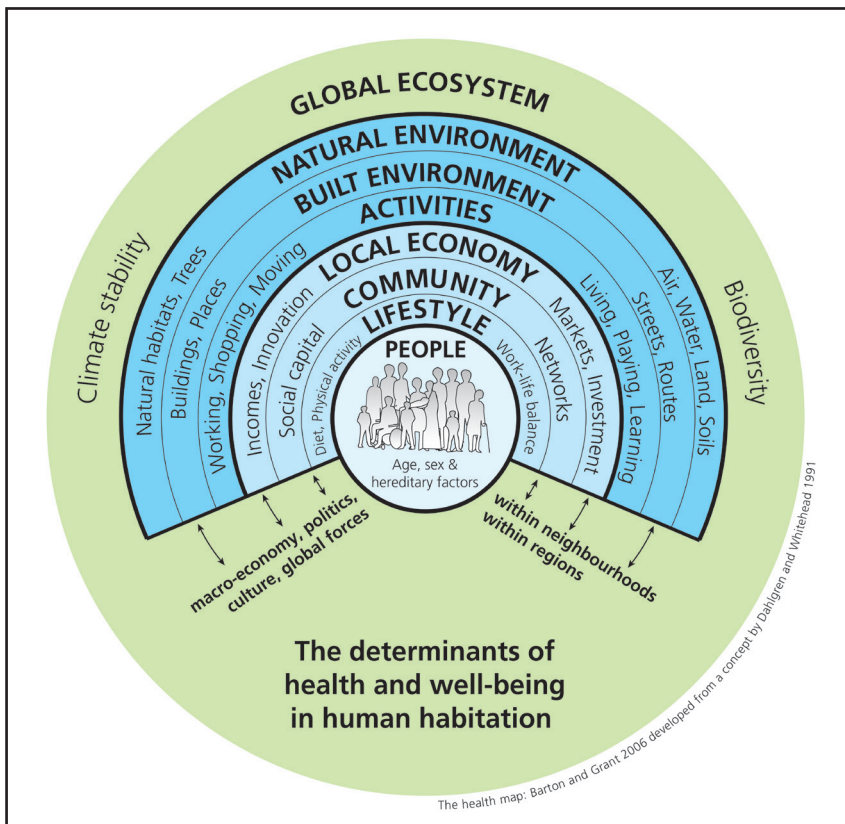 GLOBAL ECOSYSTEM
NATURAL ENVIRONMENT
BUILT ENVIRONMENT
ACTIVITIES
LOCAL ECONOMY
COMMUNITY
LIFESTYLE
PEOPLE
Age, sex &
hereditary factors
Climate stability
Natural habitats, Trees
Buildings, Places
Working, Shopping, Moving
Incomes, Innovation
Social capital
Diet, Physical activity
Work-life balance
Networks
Markets, Investment
Living, Playing, Learning
Streets, Routes
Air, Water, Land, Soils
Biodiversity
macro-economy, politics,
culture, global forces
within neighbourhoods
within regions
The determinants of
health and well-being
in human habitation
The health map: Barton and Grant 2006 developed from a concept by Dahlgren and Whitehead 1991